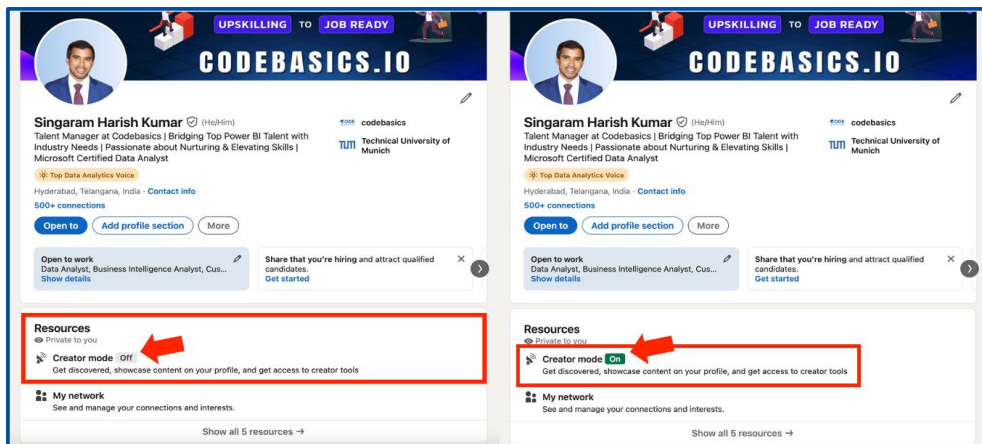 UPSKILLING TO JOB READY
CODEBASICS.IO
Singaram Harish Kumar (He/Him)
Talent Manager at Codebasics | Bridging Top Power BI Talent with
Industry Needs | Passionate about Nurturing & Elevating Skills |
Microsoft Certified Data Analyst
CODE codebasics
TUM Technical University of
Munich
Top Data Analytics Voice
Hyderabad, Telangana, India · Contact info
500+ connections
Open to Add profile section More
Open to work
Data Analyst, Business Intelligence Analyst, Cus...
Show details
Share that you're hiring and attract qualified
candidates.
Get started
Resources
Private to you
Creator mode Off
Get discovered, showcase content on your profile, and get access to creator tools
My network
See and manage your connections and interests.
Show all 5 resources →
UPSKILLING TO JOB READY
CODEBASICS.IO
Singaram Harish Kumar (He/Him)
Talent Manager at Codebasics | Bridging Top Power BI Talent with
Industry Needs | Passionate about Nurturing & Elevating Skills |
Microsoft Certified Data Analyst
CODE codebasics
TUM Technical University of
Munich
Top Data Analytics Voice
Hyderabad, Telangana, India · Contact info
500+ connections
Open to Add profile section More
Open to work
Data Analyst, Business Intelligence Analyst, Cus...
Show details
Share that you're hiring and attract qualified
candidates.
Get started
Resources
Private to you
Creator mode On
Get discovered, showcase content on your profile, and get access to creator tools
My network
See and manage your connections and interests.
Show all 5 resources →